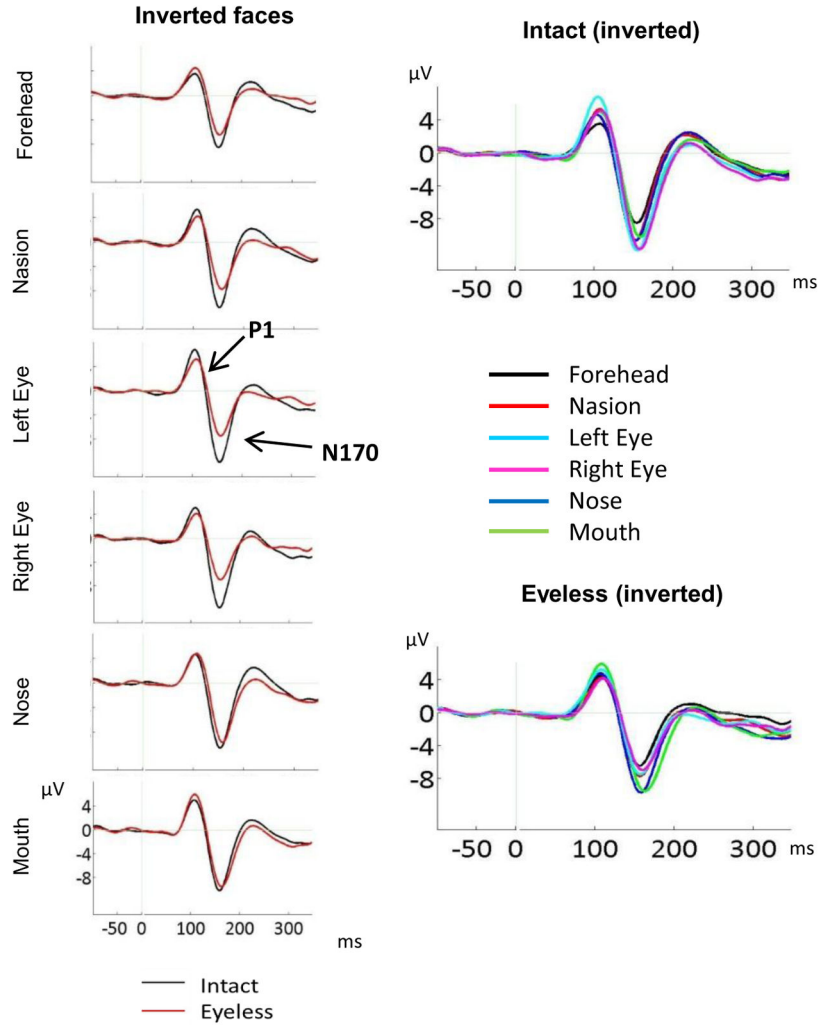 Inverted faces
Forehead
Nasion
Left Eye
P1
N170
Right Eye
Nose
Mouth
µV
4
0
-4
-8
-50 0 100 200 300
ms
Intact
Eyeless
Intact (inverted)
µV
4
0
-4
-8
-50 0 100 200 300 ms
Forehead
Nasion
Left Eye
Right Eye
Nose
Mouth
Eyeless (inverted)
µV
4
0
-4
-8
-50 0 100 200 300
ms